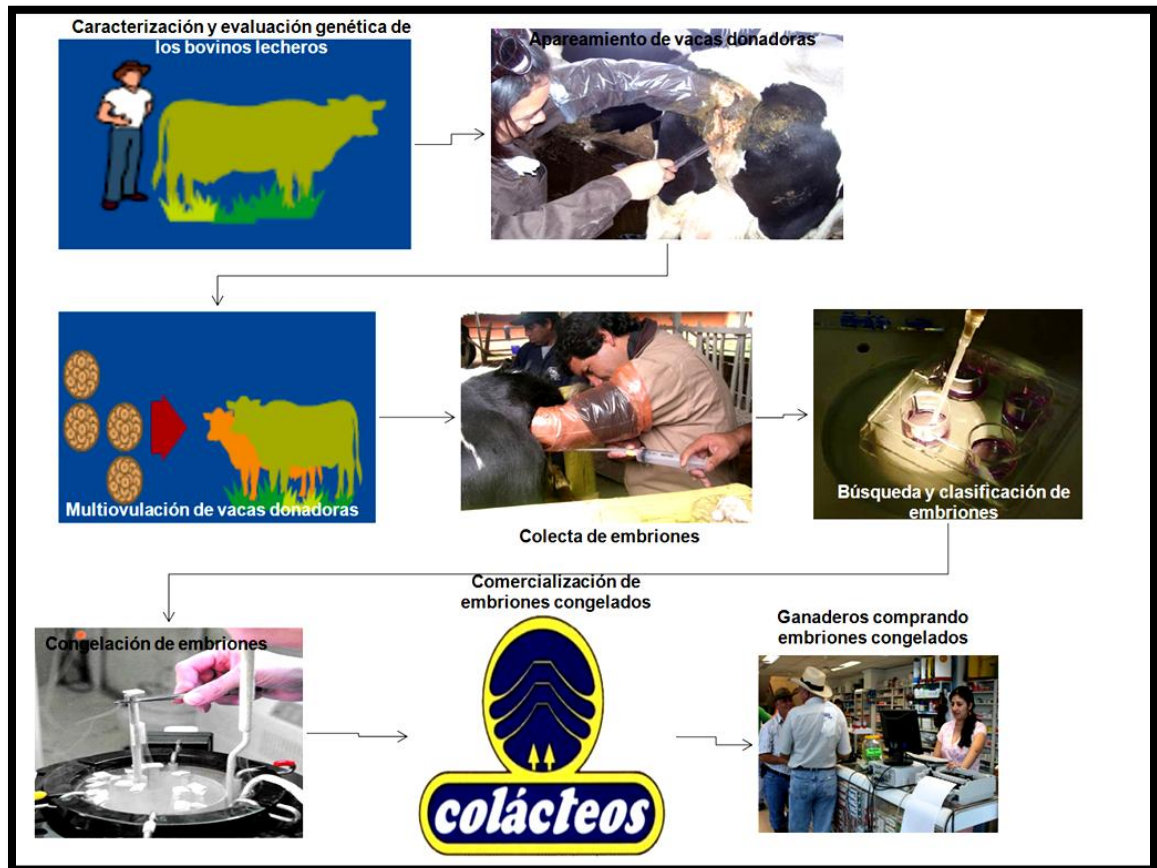 Caracterización y evaluación genética de
los bovinos lecheros
Apareamiento de vacas donadoras
Multiovulación de vacas donadoras
Colecta de embriones
Búsqueda y clasificación de
embriones
Congelación de embriones
Comercialización de
embriones congelados
colácteos
Ganaderos comprando
embriones congelados